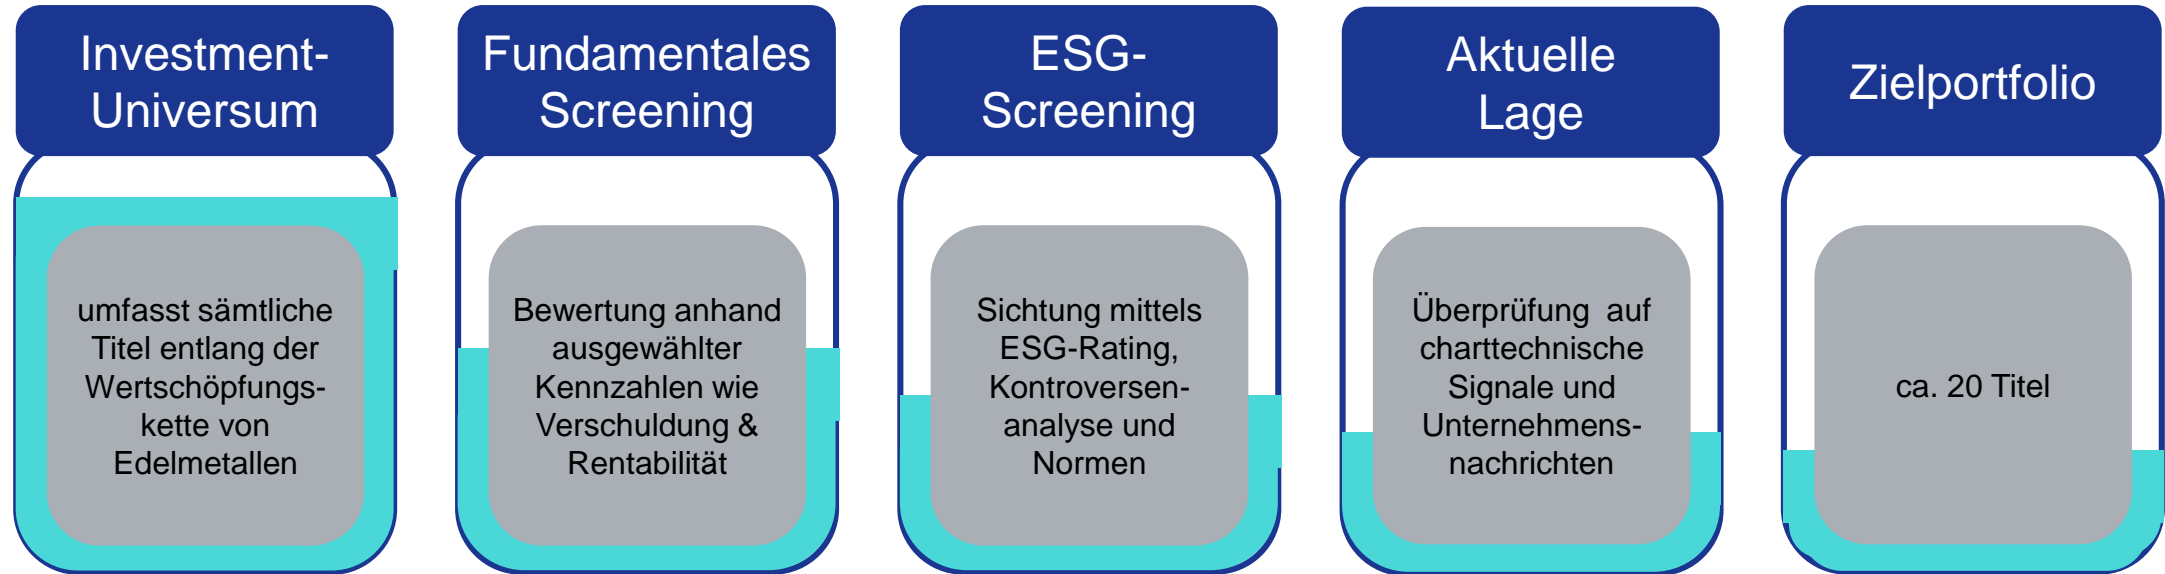 Investment-
Universum
umfasst sämtliche
Titel entlang der
Wertschöpfungs-
kette von
Edelmetallen
Fundamentales
Screening
Bewertung anhand
ausgewählter
Kennzahlen wie
Verschuldung &
Rentabilität
ESG-
Screening
Sichtung mittels
ESG-Rating,
Kontroversen-
analyse und
Normen
Aktuelle
Lage
Überprüfung  auf
charttechnische
Signale und
Unternehmens-
nachrichten
Zielportfolio
ca. 20 Titel